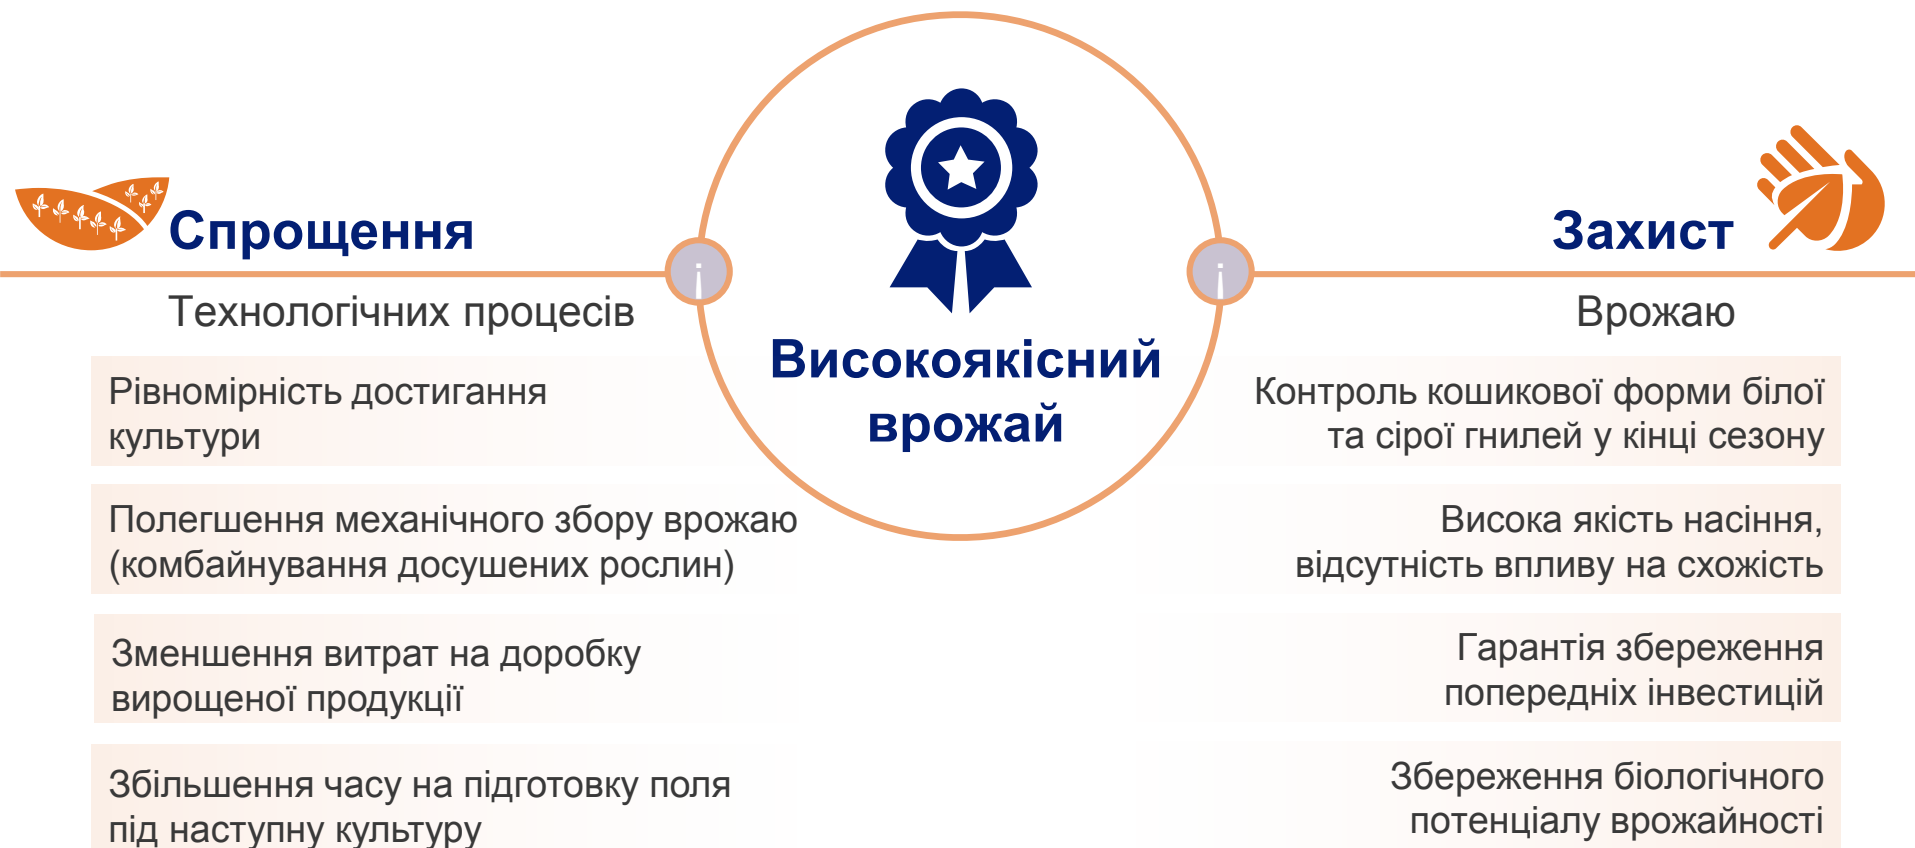 Спрощення
Технологічних процесів
Рівномірність достигання
культури
Полегшення механічного збору врожаю
(комбайнування досушених рослин)
Зменшення витрат на доробку
вирощеної продукції
Збільшення часу на підготовку поля
під наступну культуру
і
Високоякісний
врожай
і
Захист
Врожаю
Контроль кошикової форми білої
та сірої гнилей у кінці сезону
Висока якість насіння,
відсутність впливу на схожість
Гарантія збереження
попередніх інвестицій
Збереження біологічного
потенціалу врожайності